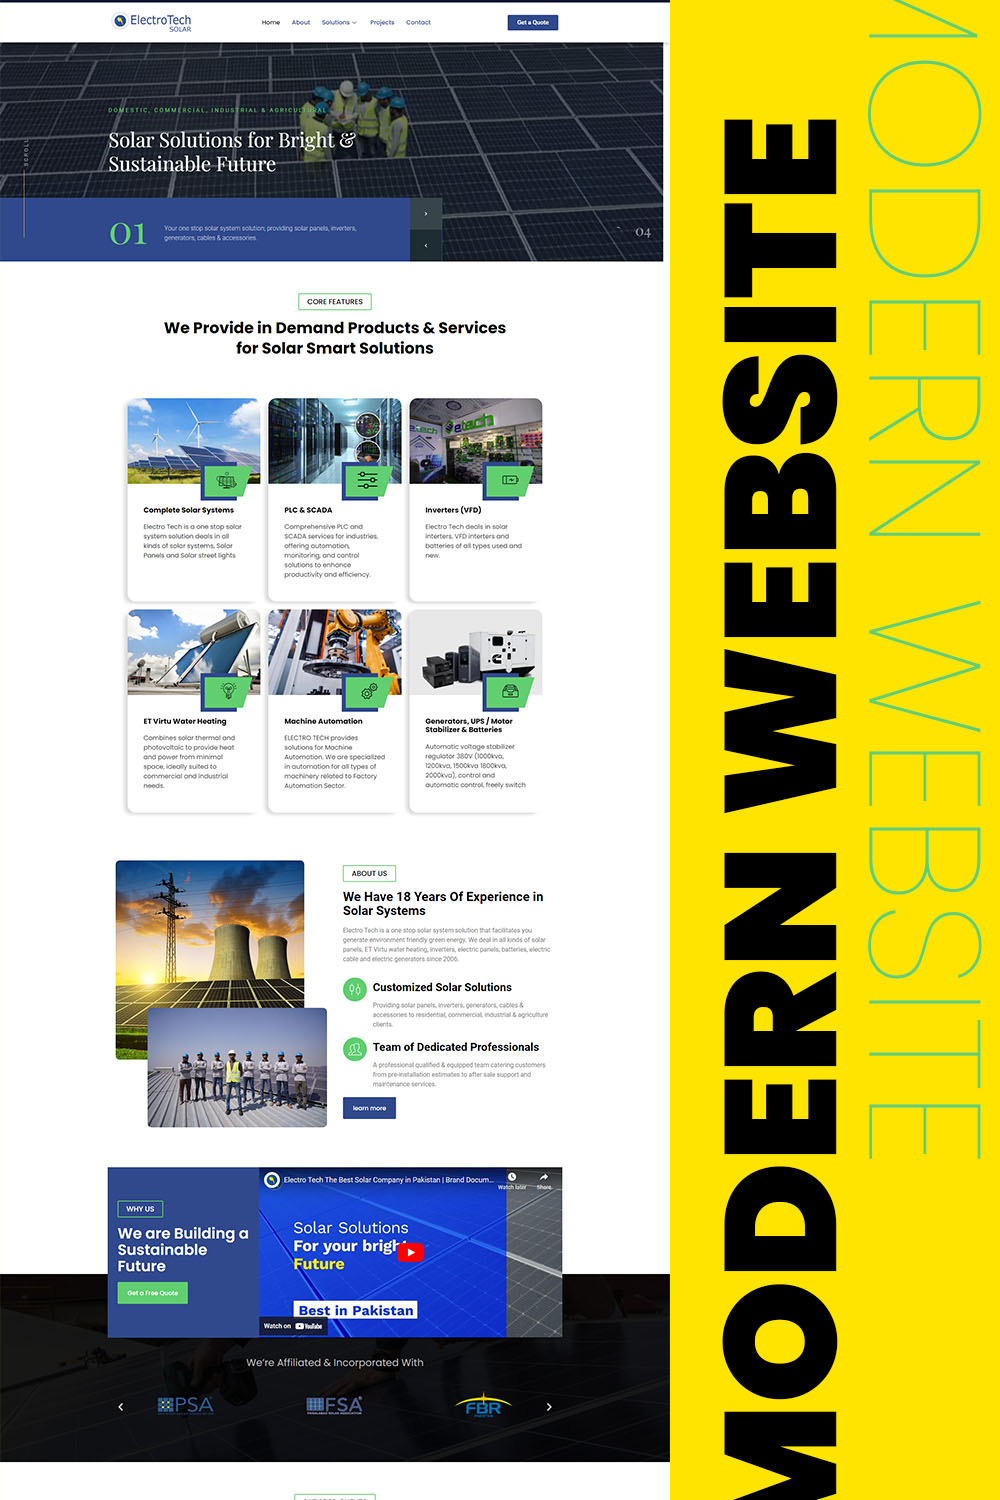 ElectroTech
SOLAR
Home About Solutions Projects Contact
Get a Quote
DOMESTIC, COMMERCIAL, INDUSTRIAL & AGRICULTURAL
Solar Solutions for Bright &
Sustainable Future
SCROLL
01
Your one stop solar system solution; providing solar panels, inverters,
generators, cables & accessories.
04
CORE FEATURES
We Provide in Demand Products & Services
for Solar Smart Solutions
etech
Complete Solar Systems
Electro Tech is a one stop solar
system solution deals in all
kinds of solar systems, Solar
Panels and Solar street lights
PLC & SCADA
Comprehensive PLC and
SCADA services for industries,
offering automation,
monitoring, and control
solutions to enhance
productivity and efficiency.
Inverters (VFD)
Electro Tech deals in solar
interters, VFD interters and
batteries of all types used and
new.
ET Virtu Water Heating
Combines solar thermal and
photovoltaic to provide heat
and power from minimal
space, ideally suited to
commercial and industrial
needs.
Machine Automation
ELECTRO TECH provides
solutions for Machine
Automation. We are specialized
in automation for all types of
machinery related to Factory
Automation Sector.
Generators, UPS / Motor
Stabilizer & Batteries
Automatic voltage stabilizer
regulator 380V (1000kva,
1200kva, 1500kva 1800kva,
2000kva), control and
automatic control, freely switch
ABOUT US
We Have 18 Years Of Experience in
Solar Systems
Electro Tech is a one stop solar system solution that facilitates you
generate environment friendly green energy. We deal in all kinds of solar
panels, ET Virtu water heating, inverters, electric panels, batteries, electric
cable and electric generators since 2006.
Customized Solar Solutions
Providing solar panels, inverters, generators, cables &
accessories to residential, commercial, industrial & agriculture
clients.
Team of Dedicated Professionals
A professional qualified & equipped team catering customers
from pre-installation estimates to after sale support and
maintenance services.
learn more
WHY US
We are Building a
Sustainable
Future
Get a Free Quote
Electro Tech The Best Solar Company in Pakistan | Brand Docum...
Watch later Share
Solar Solutions
For your bright
Future
Best in Pakistan
Watch on YouTube
We're Affiliated & Incorporated With
PSA
FSA
FAISALABAD SOLAR ASSOCIATION
FBR
PAKISTAN
MODERN WEBSITE
MODERN WEBSITE